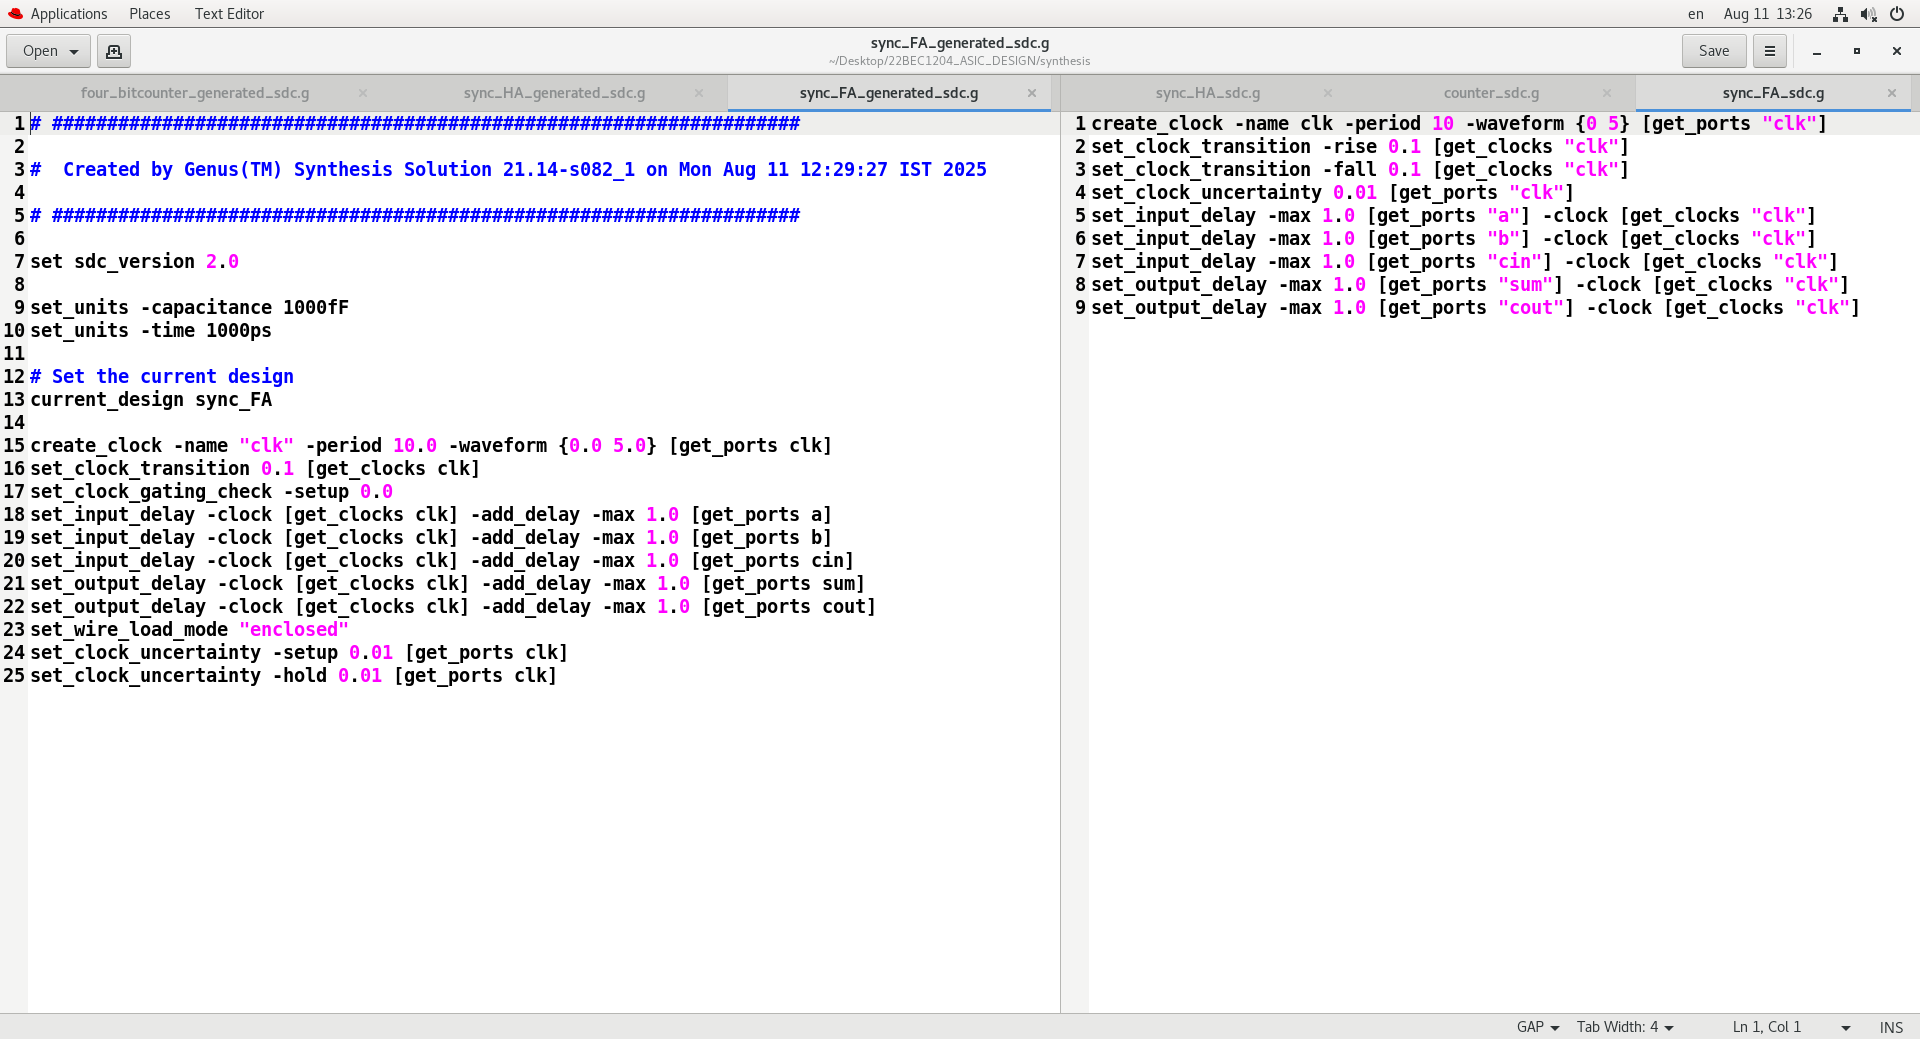 Applications Places Text Editor en Aug 11 13:26
Open sync_FA_generated_sdc.g Save
~/Desktop/22BEC1204_ASIC_DESIGN/synthesis
four_bitcounter_generated_sdc.g sync_HA_generated_sdc.g sync_FA_generated_sdc.g
1 # ####################################################################
2
3 #  Created by Genus(TM) Synthesis Solution 21.14-s082_1 on Mon Aug 11 12:29:27 IST 2025
4
5 # ####################################################################
6
7 set sdc_version 2.0
8
9 set_units -capacitance 1000fF
10 set_units -time 1000ps
11
12 # Set the current design
13 current_design sync_FA
14
15 create_clock -name "clk" -period 10.0 -waveform {0.0 5.0} [get_ports clk]
16 set_clock_transition 0.1 [get_clocks clk]
17 set_clock_gating_check -setup 0.0
18 set_input_delay -clock [get_clocks clk] -add_delay -max 1.0 [get_ports a]
19 set_input_delay -clock [get_clocks clk] -add_delay -max 1.0 [get_ports b]
20 set_input_delay -clock [get_clocks clk] -add_delay -max 1.0 [get_ports cin]
21 set_output_delay -clock [get_clocks clk] -add_delay -max 1.0 [get_ports sum]
22 set_output_delay -clock [get_clocks clk] -add_delay -max 1.0 [get_ports cout]
23 set_wire_load_mode "enclosed"
24 set_clock_uncertainty -setup 0.01 [get_ports clk]
25 set_clock_uncertainty -hold 0.01 [get_ports clk]
sync_HA_sdc.g counter_sdc.g sync_FA_sdc.g
1 create_clock -name clk -period 10 -waveform {0 5} [get_ports "clk"]
2 set_clock_transition -rise 0.1 [get_clocks "clk"]
3 set_clock_transition -fall 0.1 [get_clocks "clk"]
4 set_clock_uncertainty 0.01 [get_ports "clk"]
5 set_input_delay -max 1.0 [get_ports "a"] -clock [get_clocks "clk"]
6 set_input_delay -max 1.0 [get_ports "b"] -clock [get_clocks "clk"]
7 set_input_delay -max 1.0 [get_ports "cin"] -clock [get_clocks "clk"]
8 set_output_delay -max 1.0 [get_ports "sum"] -clock [get_clocks "clk"]
9 set_output_delay -max 1.0 [get_ports "cout"] -clock [get_clocks "clk"]
GAP Tab Width: 4 Ln 1, Col 1 INS